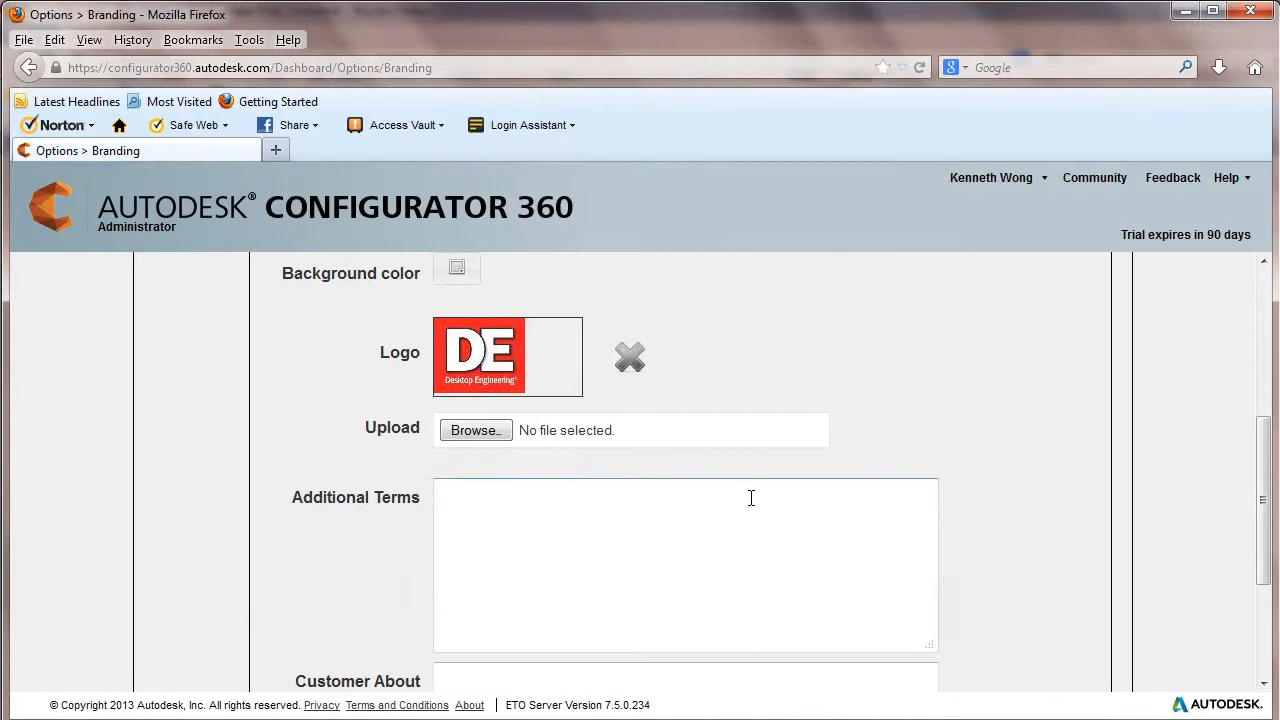 Options > Branding - Mozilla Firefox
File Edit View History Bookmarks Tools Help
https://configurator360.autodesk.com/Dashboard/Options/Branding
Google
Latest Headlines Most Visited Getting Started
Norton Safe Web Share Access Vault Login Assistant
Options > Branding
Kenneth Wong Community Feedback Help
AUTODESK® CONFIGURATOR 360
Administrator
Trial expires in 90 days
Background color
Logo
DE
Desktop Engineering®
Upload Browse... No file selected.
Additional Terms
Customer About
© Copyright 2013 Autodesk, Inc. All rights reserved. Privacy Terms and Conditions About ETO Server Version 7.5.0.234
AUTODESK.